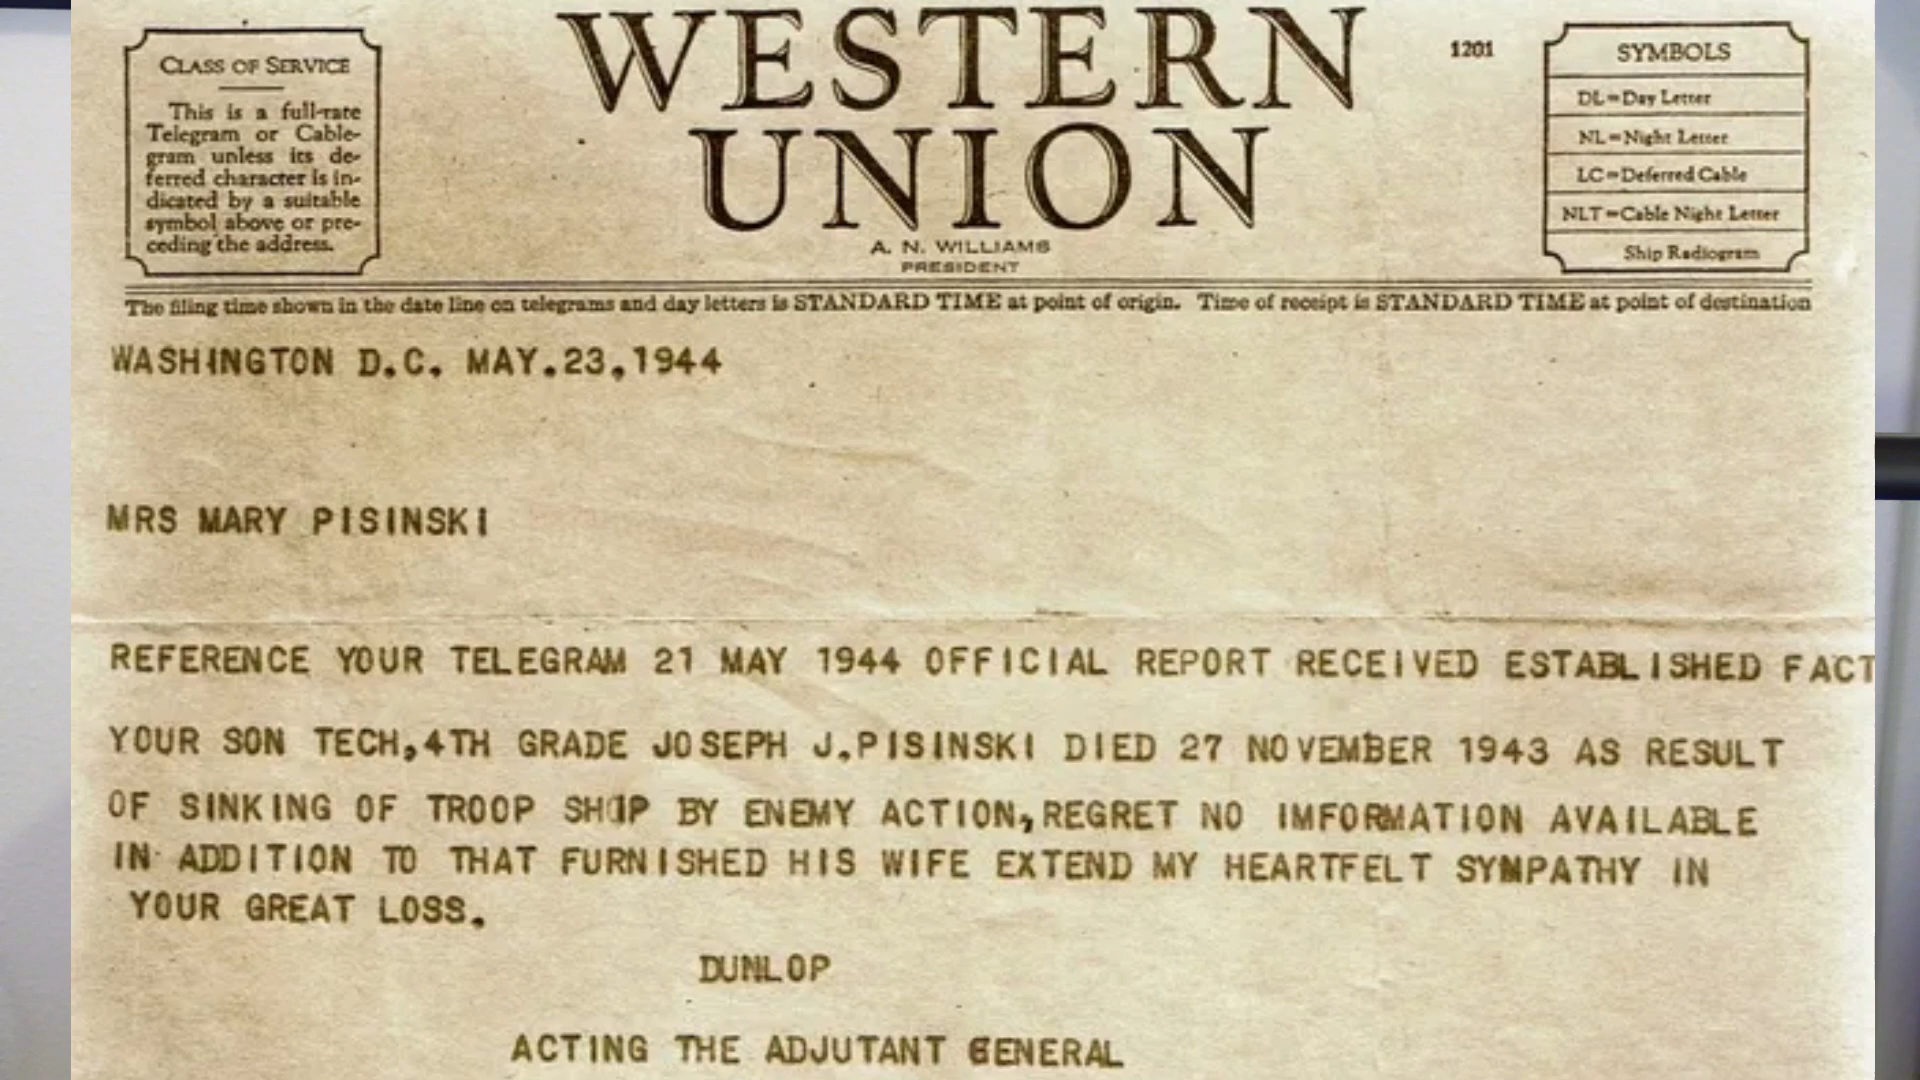 CLASS OF SERVICE
This is a full-rate
Telegram or Cable-
gram unless its de-
ferred character is in-
dicated by a suitable
symbol above or pre-
ceding the address.
WESTERN
UNION
A. N. WILLIAMS
PRESIDENT
1201
SYMBOLS
DL=Day Letter
NL=Night Letter
LC=Deferred Cable
NLT=Cable Night Letter
Ship Radiogram
The filing time shown in the date line on telegrams and day letters is STANDARD TIME at point of origin. Time of receipt is STANDARD TIME at point of destination
WASHINGTON D.C. MAY.23,1944
MRS MARY PISINSKI
REFERENCE YOUR TELEGRAM 21 MAY 1944 OFFICIAL REPORT RECEIVED ESTABLISHED FACT
YOUR SON TECH,4TH GRADE JOSEPH J.PISINSKI DIED 27 NOVEMBER 1943 AS RESULT
OF SINKING OF TROOP SHIP BY ENEMY ACTION,REGRET NO IMFORMATION AVAILABLE
IN ADDITION TO THAT FURNISHED HIS WIFE EXTEND MY HEARTFELT SYMPATHY IN
YOUR GREAT LOSS.
DUNLOP
ACTING THE ADJUTANT GENERAL